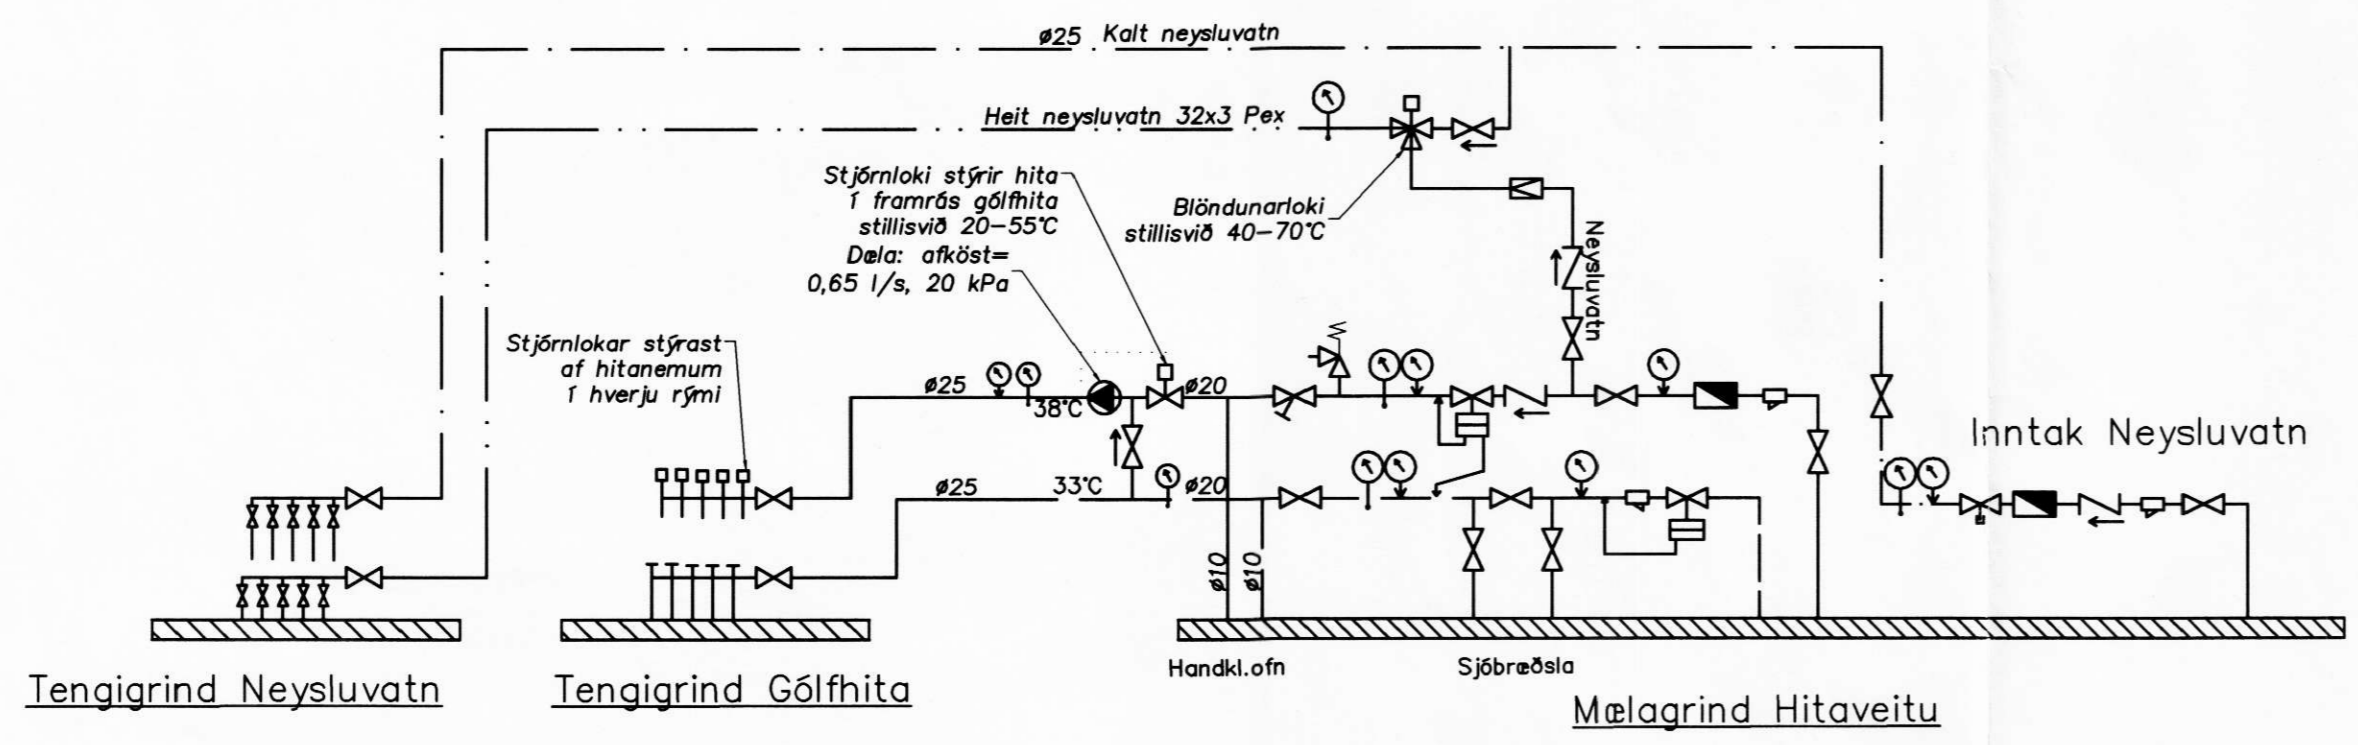 ø25 Kalt neysluvatn
Heit neysluvatn 32x3 Pex
Stjórnloki stýrir hita
í framrás gólfhita
stillisvið 20-55°C
Dæla: afköst=
0,65 l/s, 20 kPa
Blöndunarloki
stillisvið 40-70°C
Neysluvatn
Stjórnlokar stýrast
af hitanemum
í hverju rými
ø25
38°C
ø20
Inntak Neysluvatn
ø25
33°C
ø20
ø10
ø10
Handkl.ofn
Sjóbræðsla
Tengigrind Neysluvatn
Tengigrind Gólfhita
Mælagrind Hitaveitu